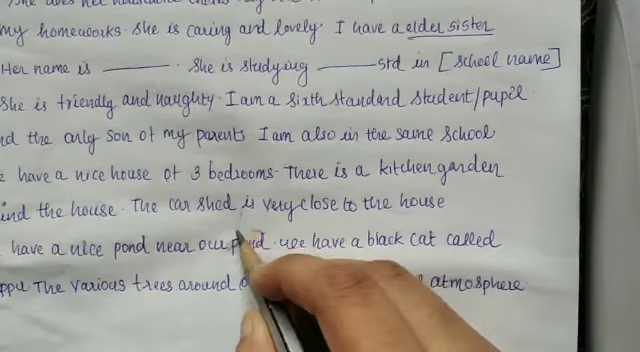 my homeworks. She is caring and lovely. I have a elder sister
Her name is ______. She is studying ______ std in [school name]
She is friendly and naughty. I am a sixth standard student/pupil
nd the only son of my parents I am also in the same school
e have a nice house of 3 bedrooms. There is a kitchen garden
ind the house. The car shed is very close to the house
have a nice pond near our pond. we have a black cat called
ppu The various trees around atmosphere